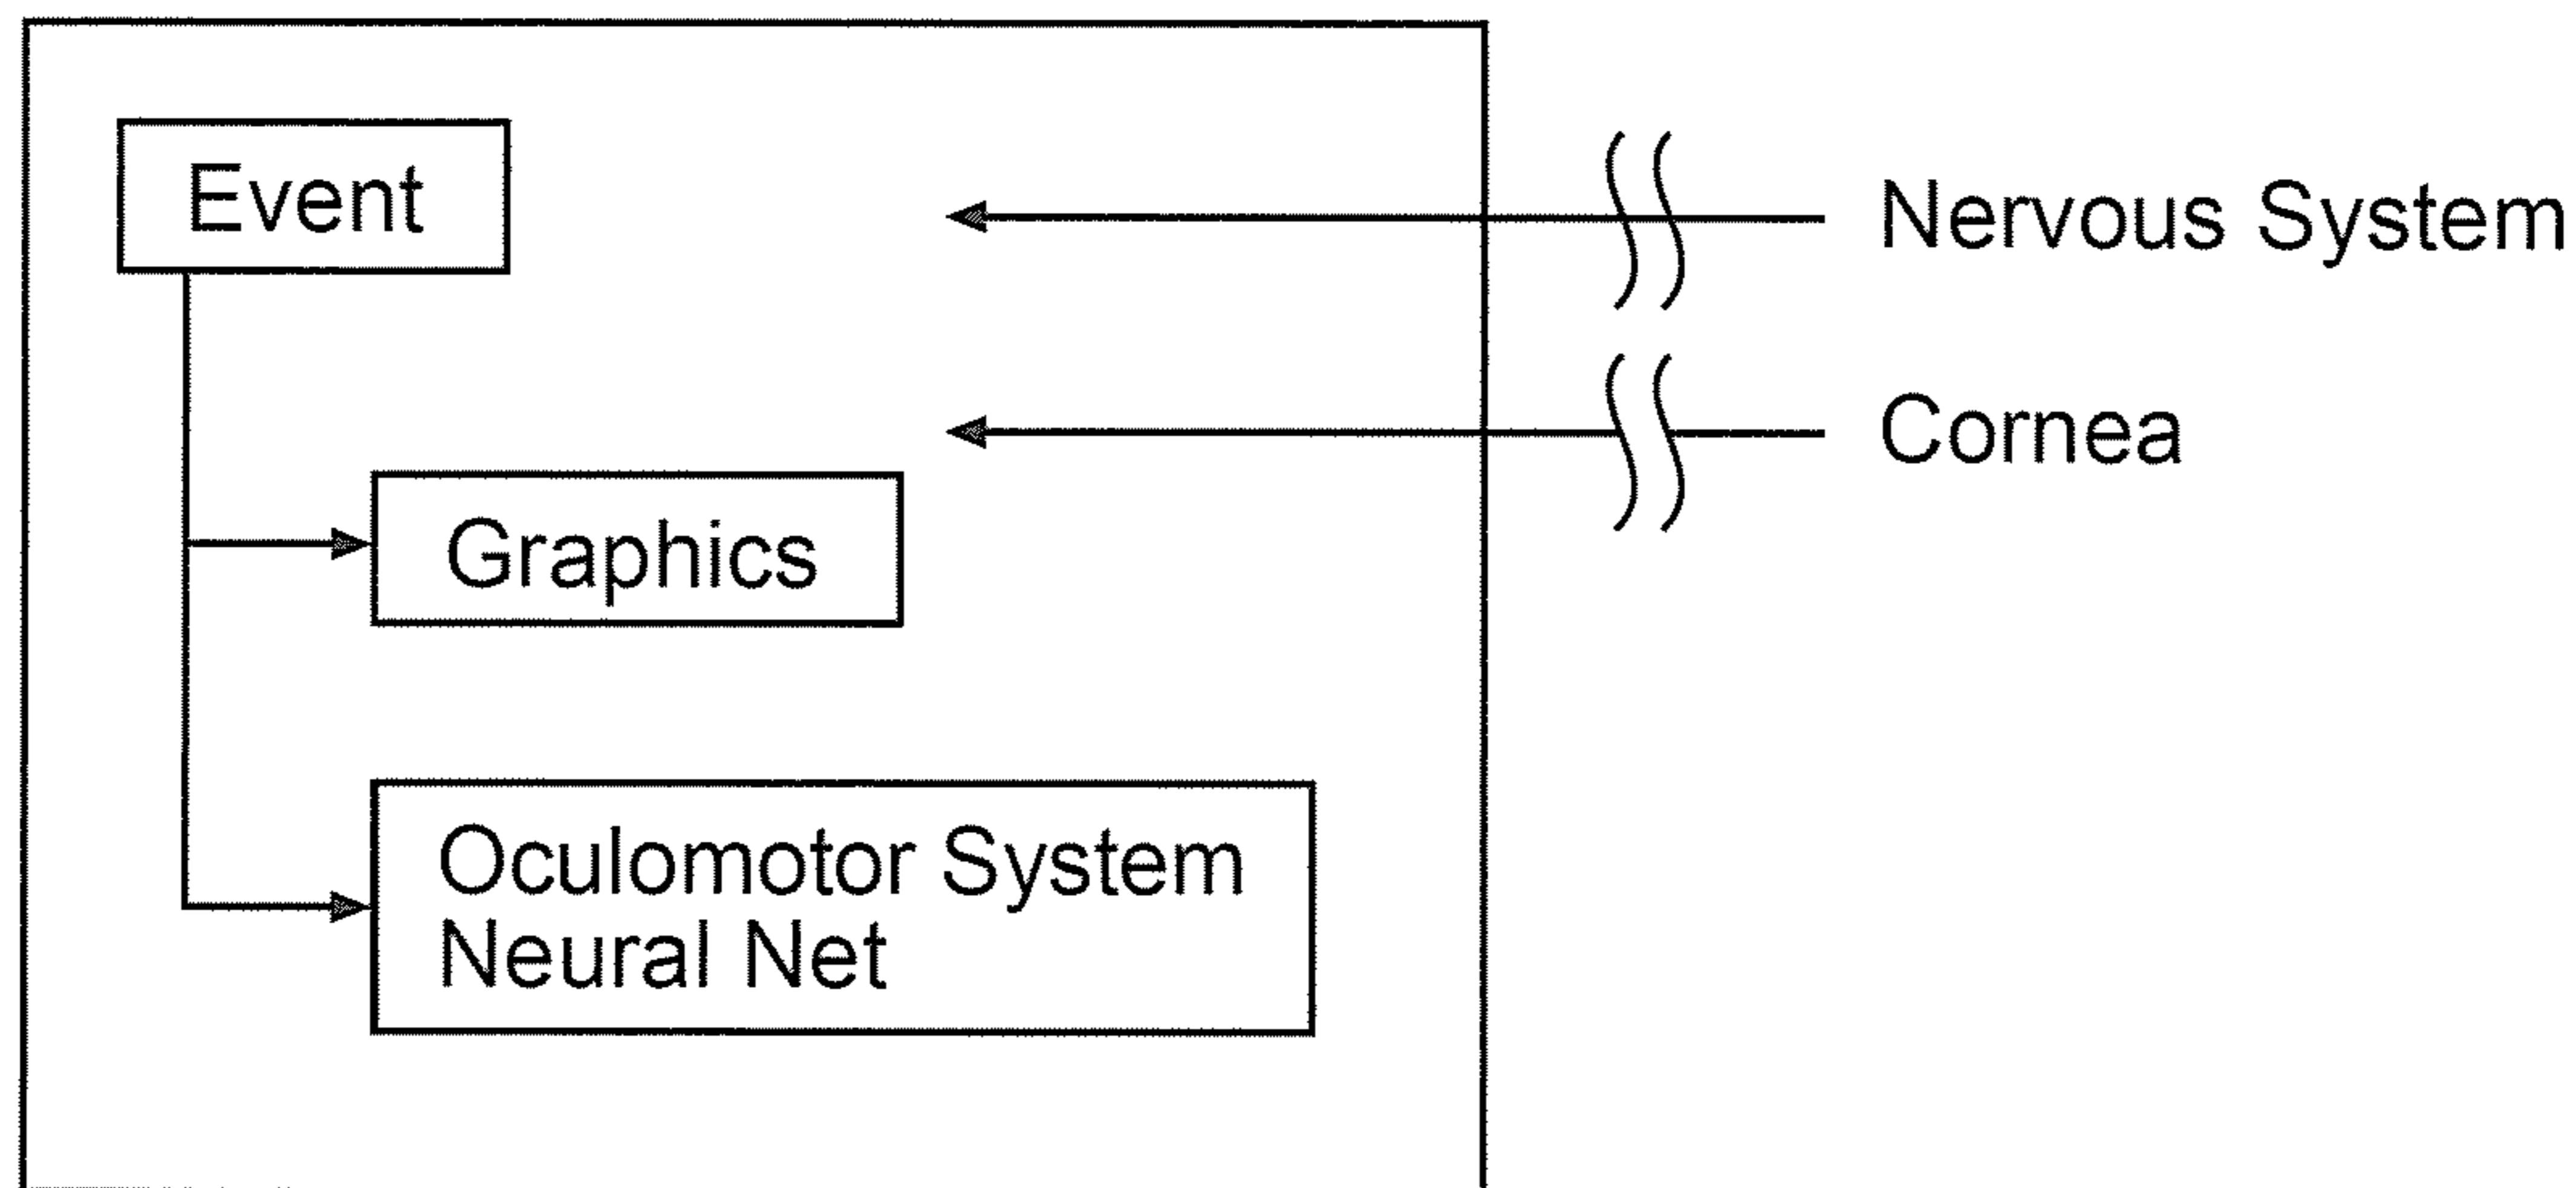 Event
Nervous System
Cornea
Graphics
Oculomotor System
Neural Net